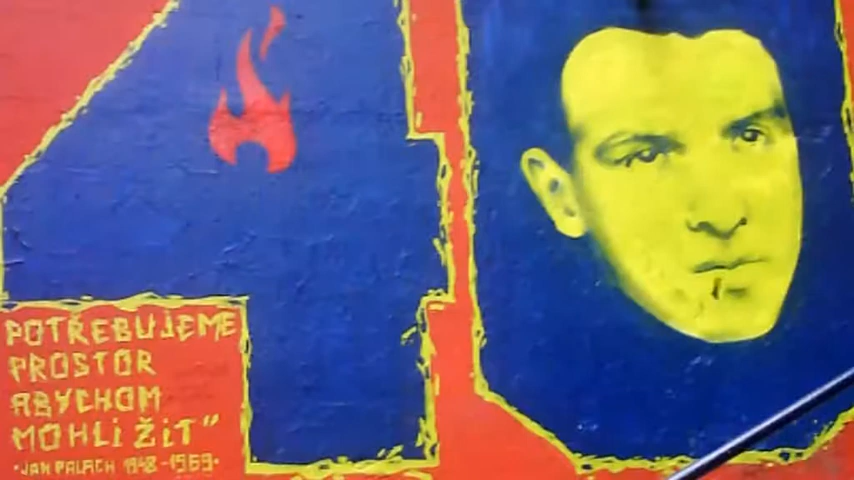 POTŘEBUJEME
PROSTOR
ABYCHOM
MOHLi ŽiT”
·JAN PALACH 1948-1969·